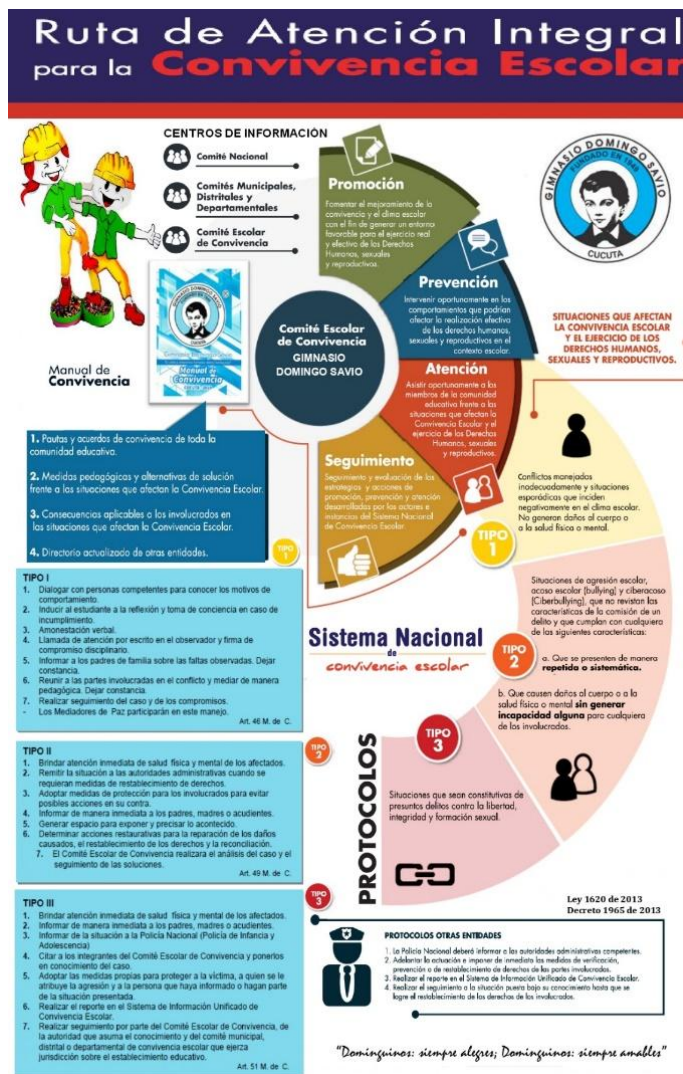 Ruta de Atención Integral
para la Convivencia Escolar
CENTROS DE INFORMACIÓN
Comité Nacional
Comités Municipales,
Distritales y
Departamentales
Comité Escolar
de Convivencia
Promoción
Fomentar el mejoramiento de la
convivencia y el clima escolar
con el fin de generar un entorno
favorable para el ejercicio real
y efectivo de los Derechos
Humanos, sexuales
y reproductivos.
GIMNASIO DOMINGO SAVIO
FUNDADO EN 1948
CUCUTA
Prevención
Intervenir oportunamente en los
comportamientos que podrían
afectar la realización efectiva
de los derechos humanos,
sexuales y reproductivos en el
contexto escolar.
Comité Escolar
de Convivencia
GIMNASIO
DOMINGO SAVIO
Atención
Asistir oportunamente a los
miembros de la comunidad
educativa frente a las
situaciones que afectan la
Convivencia Escolar y el
ejercicio de los Derechos
Humanos, sexuales
y reproductivos.
Seguimiento
Seguimiento y evaluación de las
estrategias y acciones de
promoción, prevención y atención
desarrolladas por los actores e
instancias del Sistema Nacional
de Convivencia Escolar.
SITUACIONES QUE AFECTAN
LA CONVIVENCIA ESCOLAR
Y EL EJERCICIO DE LOS
DERECHOS HUMANOS,
SEXUALES Y REPRODUCTIVOS.
Manual de
Convivencia
Manual de
Convivencia
1. Pautas y acuerdos de convivencia de toda la
comunidad educativa.
2. Medidas pedagógicas y alternativas de solución
frente a las situaciones que afectan la Convivencia Escolar.
3. Consecuencias aplicables a los involucrados en
las situaciones que afectan la Convivencia Escolar.
4. Directorio actualizado de otras entidades.
TIPO
1
Conflictos manejados
inadecuadamente y situaciones
esporádicas que inciden
negativamente en el clima escolar.
No generan daños al cuerpo o
a la salud física o mental.
TIPO
1
TIPO I
1. Dialogar con personas competentes para conocer los motivos de
comportamiento.
2. Inducir al estudiante a la reflexión y toma de conciencia en caso de
incumplimiento.
3. Amonestación verbal.
4. Llamada de atención por escrito en el observador y firma de
compromiso disciplinario.
5. Informar a los padres de familia sobre las faltas observadas. Dejar
constancia.
6. Reunir a las partes involucradas en el conflicto y mediar de manera
pedagógica. Dejar constancia.
7. Realizar seguimiento del caso y de los compromisos.
- Los Mediadores de Paz participarán en este manejo.
Art. 46 M. de C.
Sistema Nacional
de convivencia escolar
Situaciones de agresión escolar,
acoso escolar (bullying) y ciberacoso
(Ciberbullying), que no revistan las
características de la comisión de un
delito y que cumplan con cualquiera
de las siguientes características:
a. Que se presenten de manera
repetida o sistemática.
b. Que causen daños al cuerpo o a la
salud física o mental sin generar
incapacidad alguna para cualquiera
de los involucrados.
TIPO
2
TIPO
2
TIPO II
1. Brindar atención inmediata de salud física y mental de los afectados.
2. Remitir la situación a las autoridades administrativas cuando se
requieran medidas de restablecimiento de derechos.
3. Adoptar medidas de protección para los involucrados para evitar
posibles acciones en su contra.
4. Informar de manera inmediata a los padres, madres o acudientes.
5. Generar espacio para exponer y precisar lo acontecido.
6. Determinar acciones restaurativas para la reparación de los daños
causados, el restablecimiento de los derechos y la reconciliación.
7. El Comité Escolar de Convivencia realizara el análisis del caso y el
seguimiento de las soluciones.
Art. 49 M. de C.
TIPO
3
PROTOCOLOS
Situaciones que sean constitutivas de
presuntos delitos contra la libertad,
integridad y formación sexual.
TIPO
3
TIPO III
1. Brindar atención inmediata de salud física y mental de los afectados.
2. Informar de manera inmediata a los padres, madres o acudientes.
3. Informar de la situación a la Policía Nacional (Policía de Infancia y
Adolescencia)
4. Citar a los integrantes del Comité Escolar de Convivencia y ponerlos
en conocimiento del caso.
5. Adoptar las medidas propias para proteger a la víctima, a quien se le
atribuye la agresión y a la persona que haya informado o hagan parte
de la situación presentada.
6. Realizar el reporte en el Sistema de Información Unificado de
Convivencia Escolar.
7. Realizar seguimiento por parte del Comité Escolar de Convivencia, de
la autoridad que asuma el conocimiento y del comité municipal,
distrital o departamental de convivencia escolar que ejerza
jurisdicción sobre el establecimiento educativo.
Art. 51 M. de C.
Ley 1620 de 2013
Decreto 1965 de 2013
PROTOCOLOS OTRAS ENTIDADES
1. La Policía Nacional deberá informar a las autoridades administrativas competentes.
2. Adelantar la actuación e imponer de inmediato las medidas de verificación,
prevención o de restablecimiento de derechos de las partes involucradas.
3. Realizar el reporte en el Sistema de Información Unificado de Convivencia Escolar.
4. Realizar el seguimiento a la situación puesta bajo su conocimiento hasta que se
logre el restablecimiento de los derechos de los involucrados.
"Dominguinos: siempre alegres; Dominguinos: siempre amables"